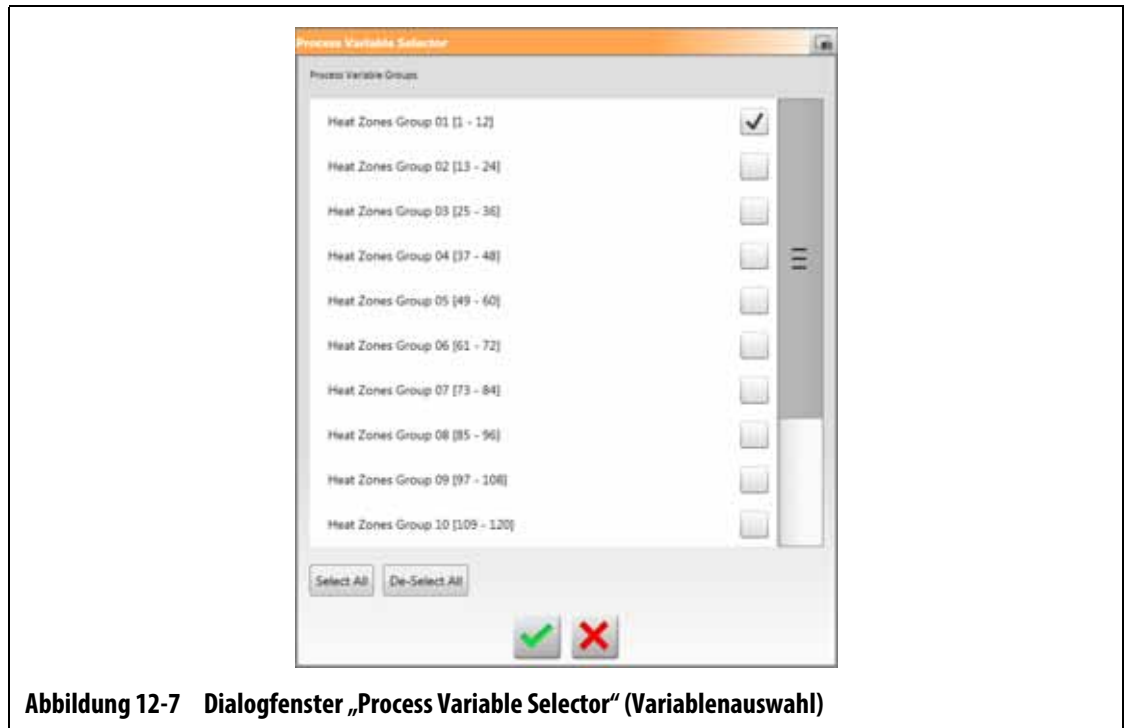 Process Variable Selector
Process Variable Groups
Heat Zones Group 01 [1 - 12]
Heat Zones Group 02 [13 - 24]
Heat Zones Group 03 [25 - 36]
Heat Zones Group 04 [37 - 48]
Heat Zones Group 05 [49 - 60]
Heat Zones Group 06 [61 - 72]
Heat Zones Group 07 [73 - 84]
Heat Zones Group 08 [85 - 96]
Heat Zones Group 09 [97 - 108]
Heat Zones Group 10 [109 - 120]
Select All De-Select All
Abbildung 12-7 Dialogfenster „Process Variable Selector“ (Variablenauswahl)